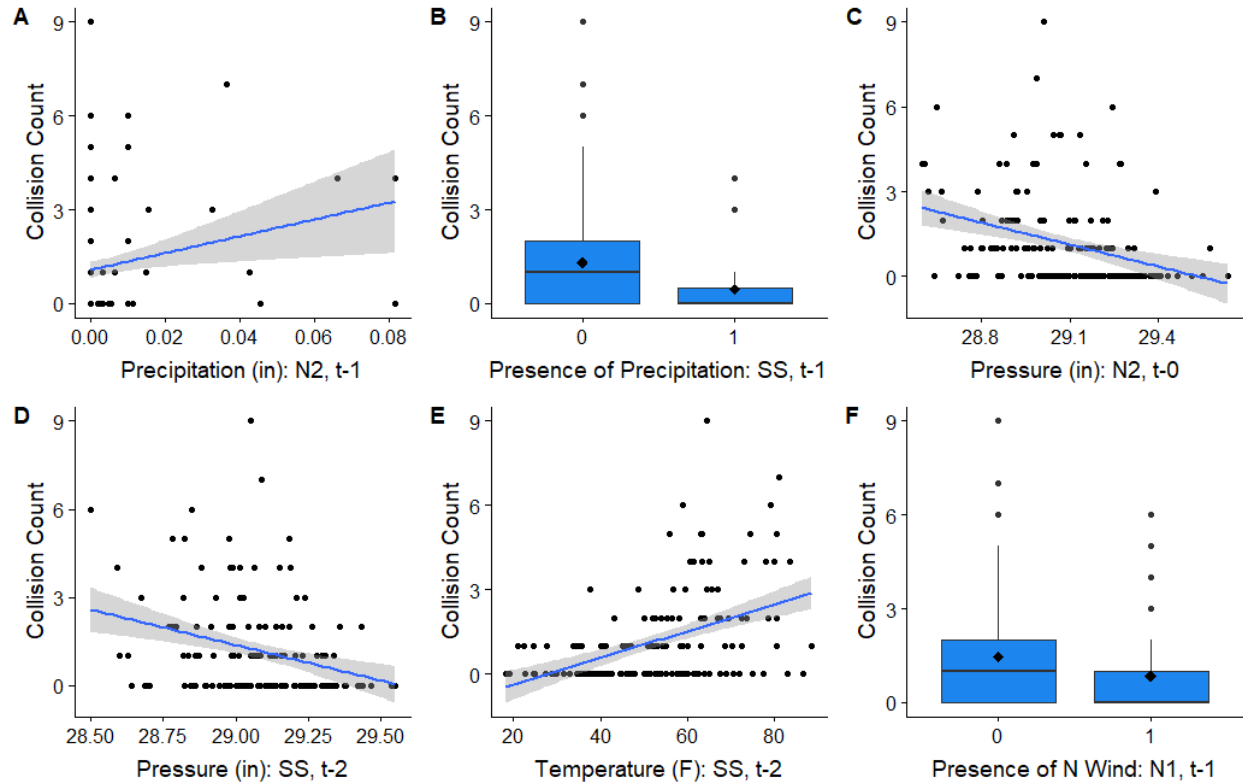 A
Collision Count
9
6
3
0
0.00 0.02 0.04 0.06 0.08
Precipitation (in): N2, t-1
B
Collision Count
9
6
3
0
0 1
Presence of Precipitation: SS, t-1
C
Collision Count
9
6
3
0
28.8 29.1 29.4
Pressure (in): N2, t-0
D
Collision Count
9
6
3
0
28.50 28.75 29.00 29.25 29.50
Pressure (in): SS, t-2
E
Collision Count
9
6
3
0
20 40 60 80
Temperature (F): SS, t-2
F
Collision Count
9
6
3
0
0 1
Presence of N Wind: N1, t-1